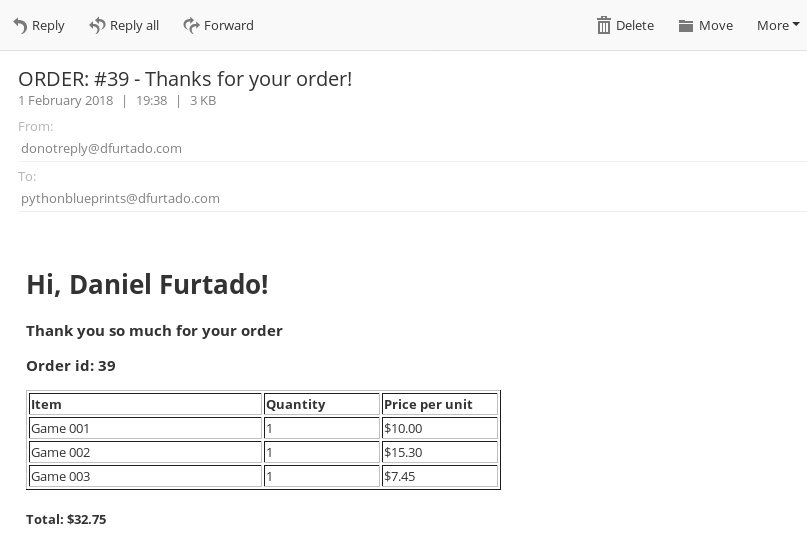 Reply Reply all Forward Delete Move More
ORDER: #39 - Thanks for your order!
1 February 2018 | 19:38 | 3 KB
From:
donotreply@dfurtado.com
To:
pythonblueprints@dfurtado.com
Hi, Daniel Furtado!
Thank you so much for your order
Order id: 39
Item Quantity Price per unit
Game 001 1 $10.00
Game 002 1 $15.30
Game 003 1 $7.45
Total: $32.75